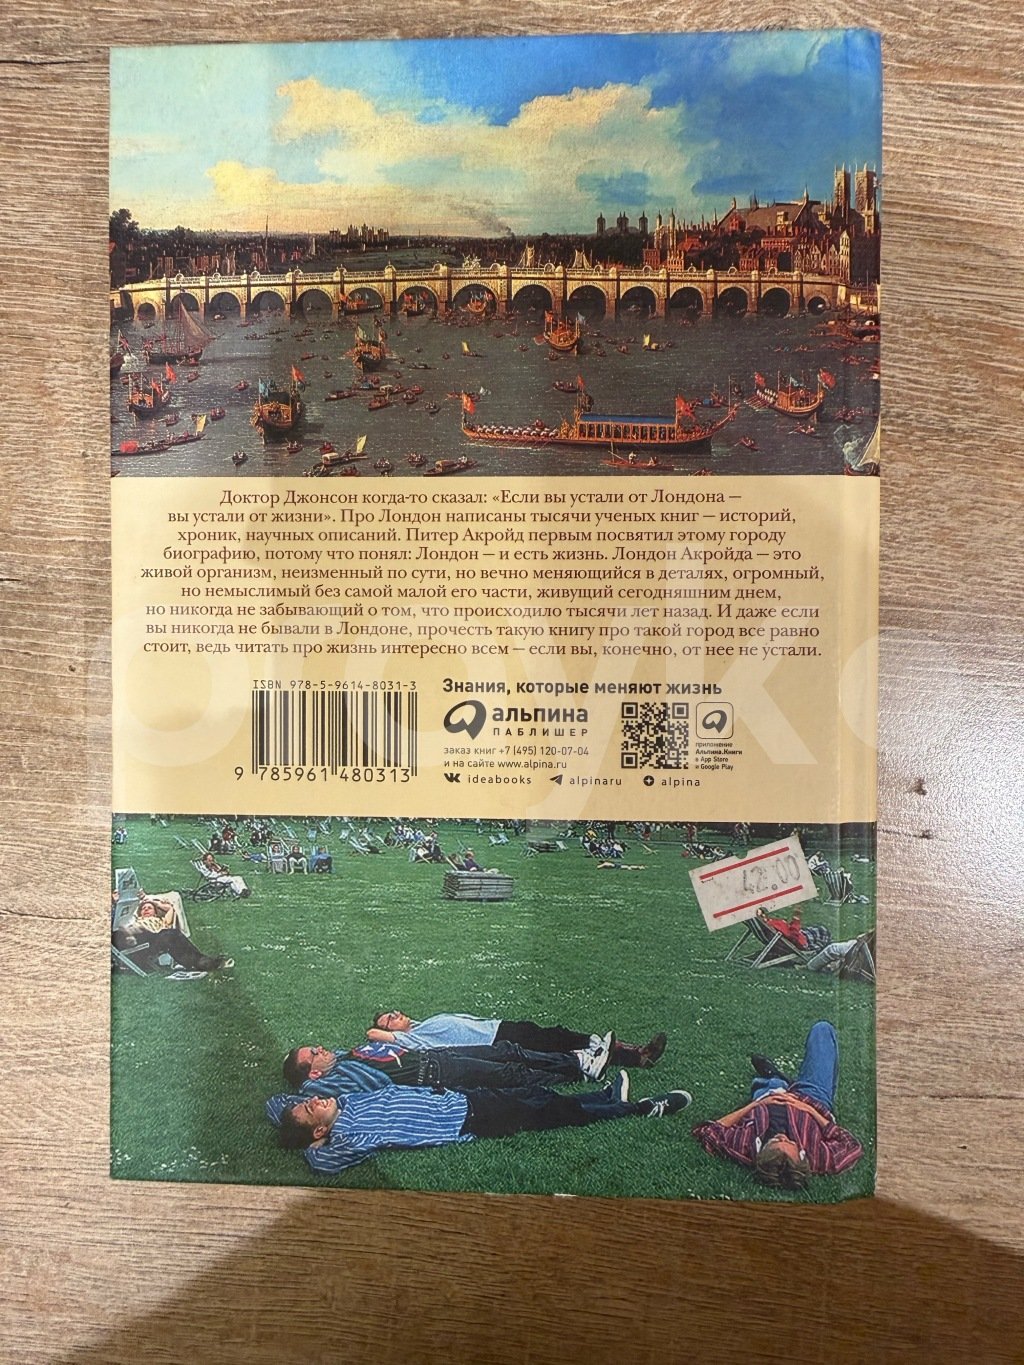 Доктор Джонсон когда-то сказал: «Если вы устали от Лондона —
вы устали от жизни». Про Лондон написаны тысячи ученых книг — историй,
хроник, научных описаний. Питер Акройд первым посвятил этому городу
биографию, потому что понял: Лондон — и есть жизнь. Лондон Акройда — это
живой организм, неизменный по сути, но вечно меняющийся в деталях, огромный,
но немыслимый без самой малой его части, живущий сегодняшним днем,
но никогда не забывающий о том, что происходило тысячи лет назад. И даже если
вы никогда не бывали в Лондоне, прочесть такую книгу про такой город все равно
стоит, ведь читать про жизнь интересно всем — если вы, конечно, от нее не устали.
ISBN 978-5-9614-8031-3
9 785961 480313
Знания, которые меняют жизнь
альпина
ПАБЛИШЕР
заказ книг +7 (495) 120-07-04
и на сайте www.alpina.ru
ideabooks alpinaru alpina
приложение
Альпина.Книги
в App Store
и Google Play
42.00